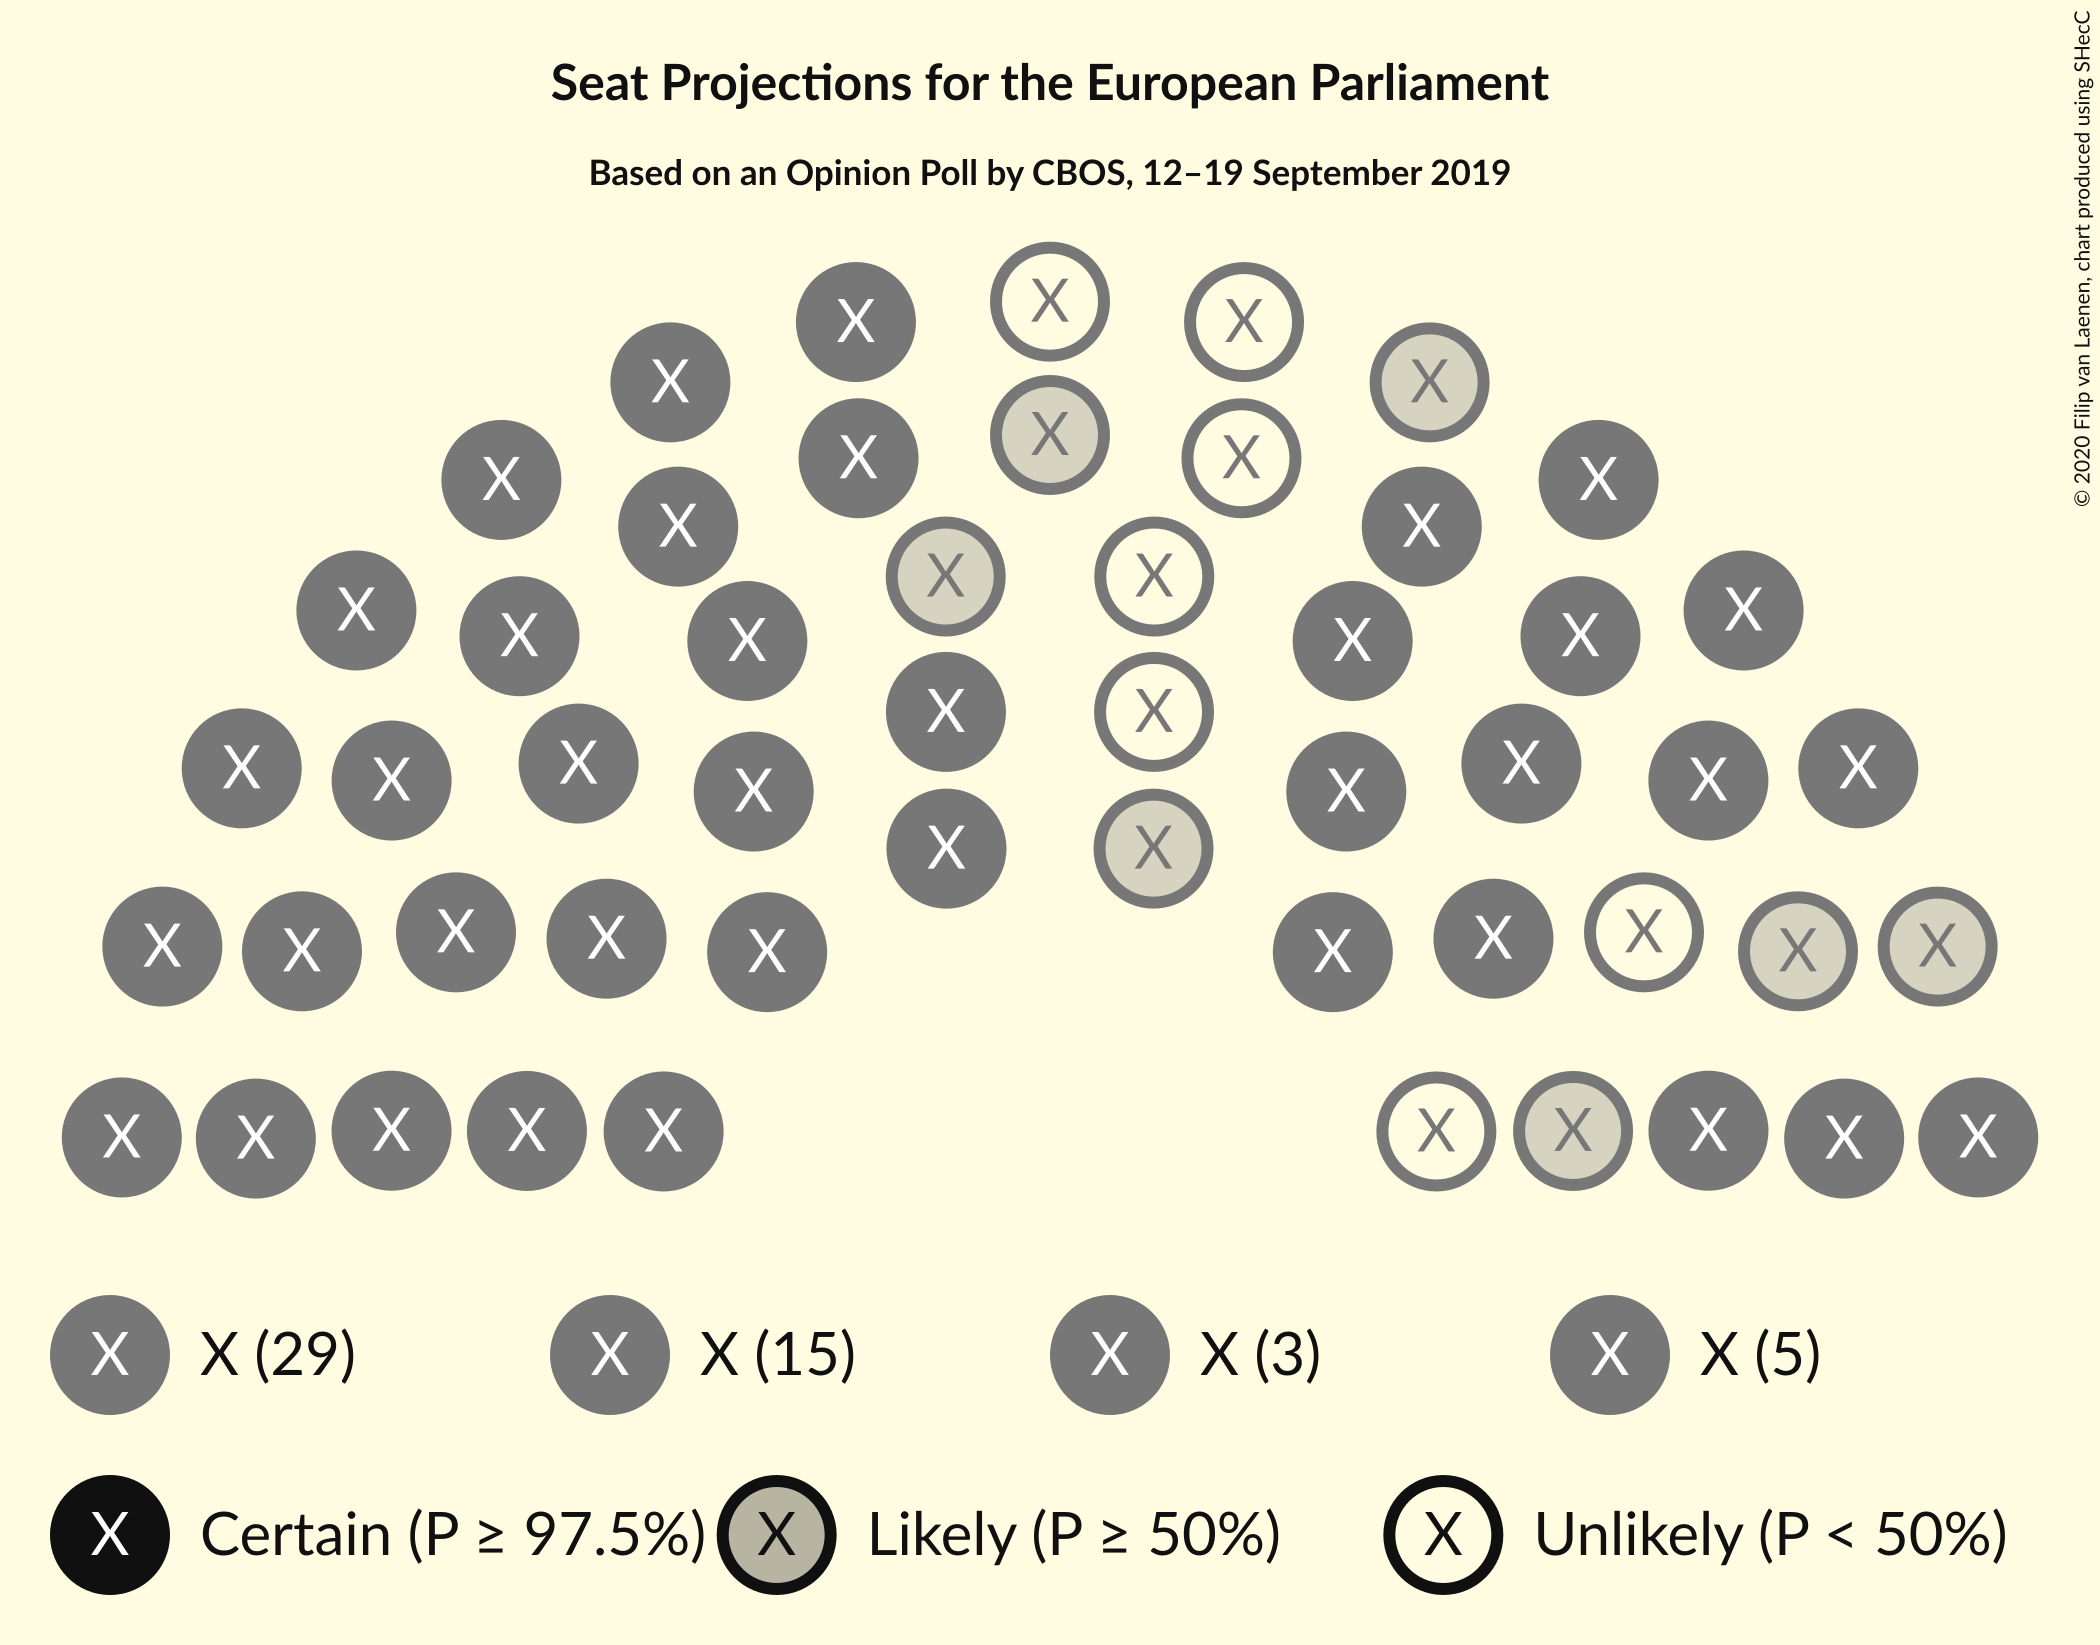 © 2020 Filip van Laenen, chart produced using SHecC
Seat Projections for the European Parliament
Based on an Opinion Poll by CBOS, 12–19 September 2019
X X X
X X
X X X
X X
X X
X X
X X X X X X
X X
X X X X X X X X
X X
X X X X X X X X X X
X X X X X X X X X X
X X (29) X X (15) X X (3) X X (5)
X Certain (P ≥ 97.5%) X Likely (P ≥ 50%) X Unlikely (P < 50%)